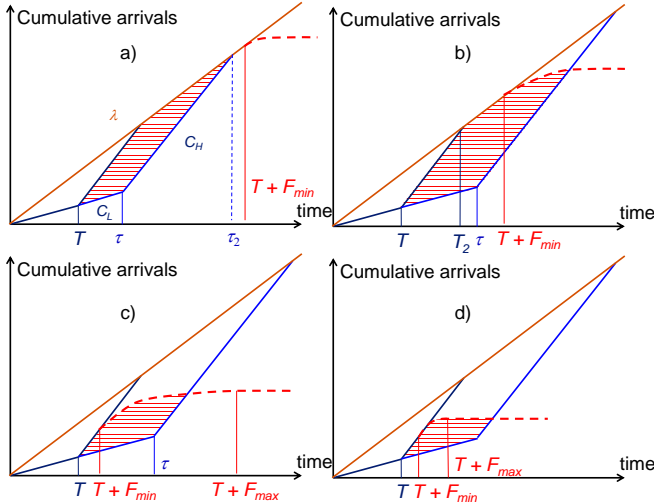 Cumulative arrivals
a)
λ
C_H
T + F_min
C_L
time
T
τ
τ_2
Cumulative arrivals
b)
time
T
T_2
τ
T + F_min
Cumulative arrivals
c)
time
τ
T
T + F_min
T + F_max
Cumulative arrivals
d)
time
T + F_max
T
T + F_min